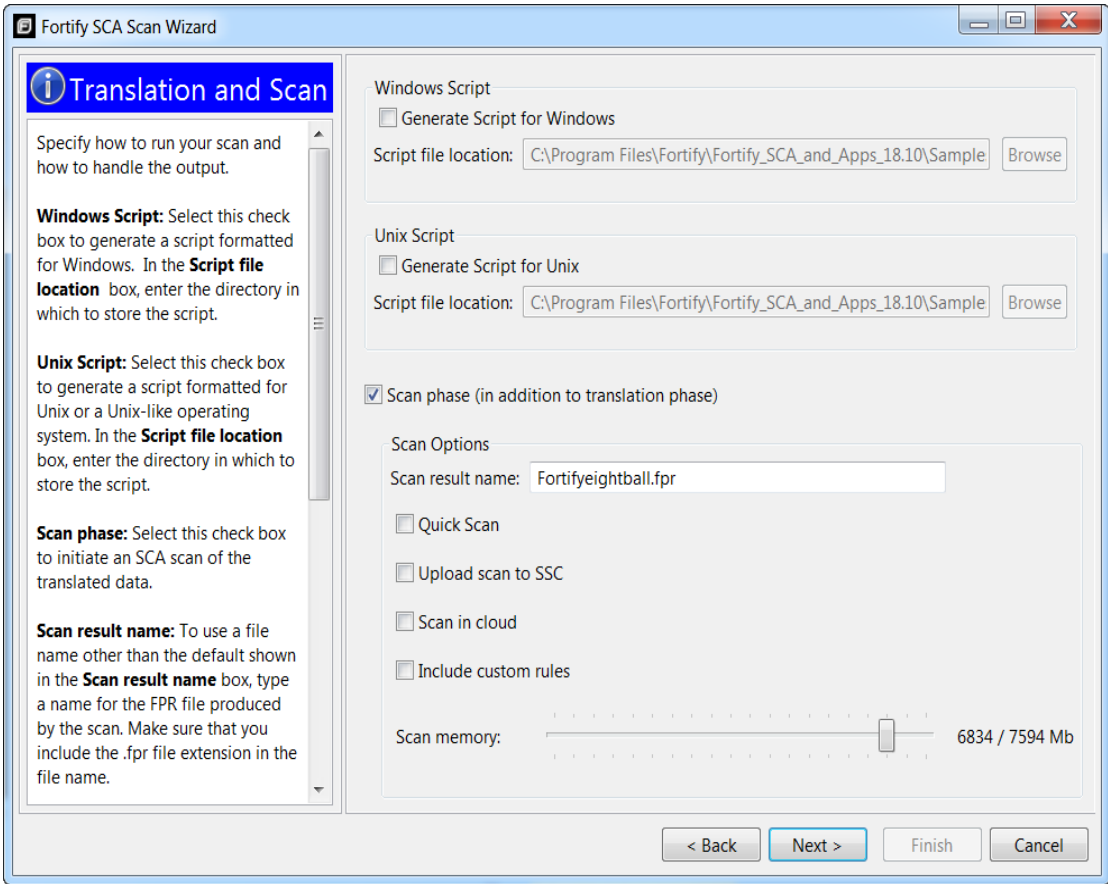 Fortify SCA Scan Wizard
Translation and Scan
Specify how to run your scan and
how to handle the output.
Windows Script: Select this check
box to generate a script formatted
for Windows.  In the Script file
location  box, enter the directory in
which to store the script.
Unix Script: Select this check box
to generate a script formatted for
Unix or a Unix-like operating
system. In the Script file location
box, enter the directory in which to
store the script.
Scan phase: Select this check box
to initiate an SCA scan of the
translated data.
Scan result name: To use a file
name other than the default shown
in the Scan result name box, type
a name for the FPR file produced
by the scan. Make sure that you
include the .fpr file extension in the
file name.
Windows Script
Generate Script for Windows
Script file location: C:\Program Files\Fortify\Fortify_SCA_and_Apps_18.10\Sample Browse
Unix Script
Generate Script for Unix
Script file location: C:\Program Files\Fortify\Fortify_SCA_and_Apps_18.10\Sample Browse
Scan phase (in addition to translation phase)
Scan Options
Scan result name: Fortifyeightball.fpr
Quick Scan
Upload scan to SSC
Scan in cloud
Include custom rules
Scan memory: 6834 / 7594 Mb
< Back Next > Finish Cancel